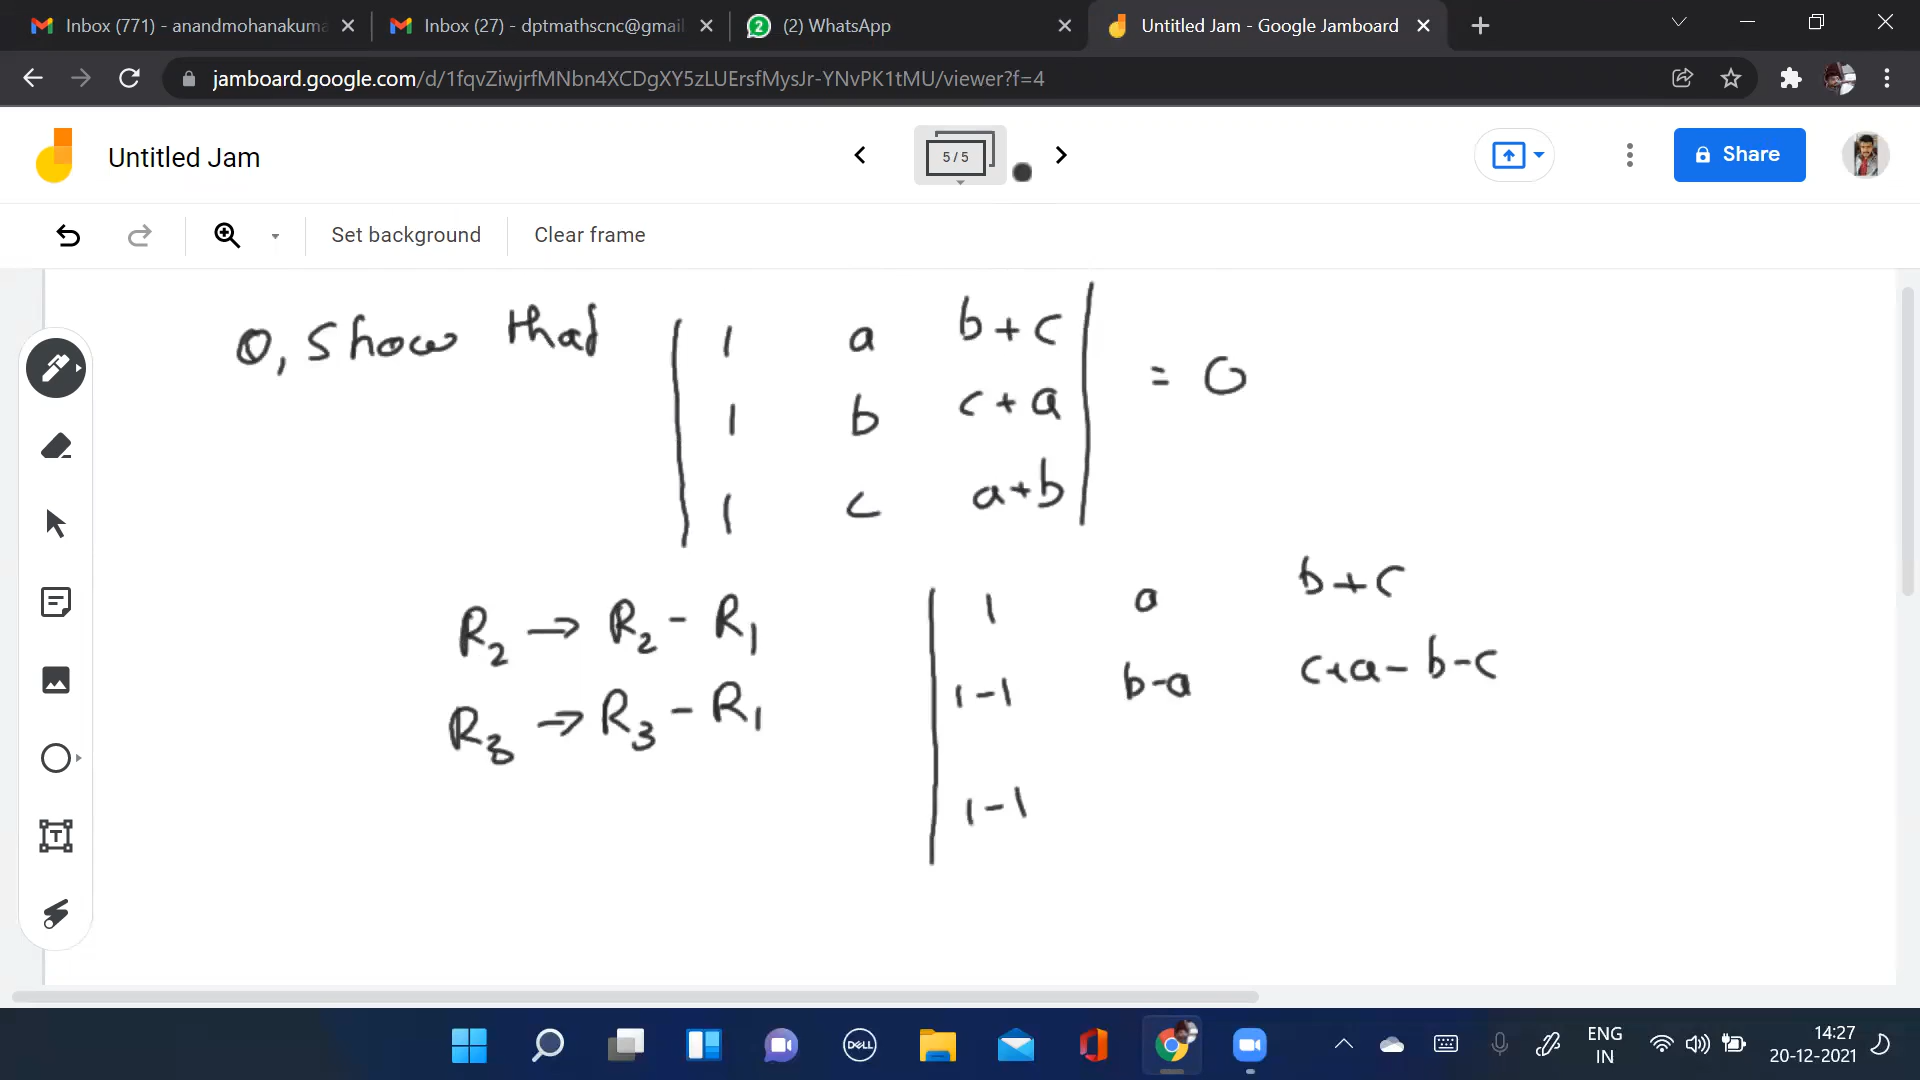 Inbox (771) - anandmohanakuma
Inbox (27) - dptmathscnc@gmail
(2) WhatsApp
Untitled Jam - Google Jamboard
jamboard.google.com/d/1fqvZiwjrfMNbn4XCDgXY5zLUErsfMysJr-YNvPK1tMU/viewer?f=4
Untitled Jam
5 / 5
Share
Set background
Clear frame
Q, Show that | 1 a b+c |
| 1 b c+a | = 0
| 1 c a+b |
R2 → R2 - R1 | 1 a b+c
R3 → R3 - R1 | 1-1 b-a c+a-b-c
| 1-1
DELL
ENG
IN
14:27
20-12-2021